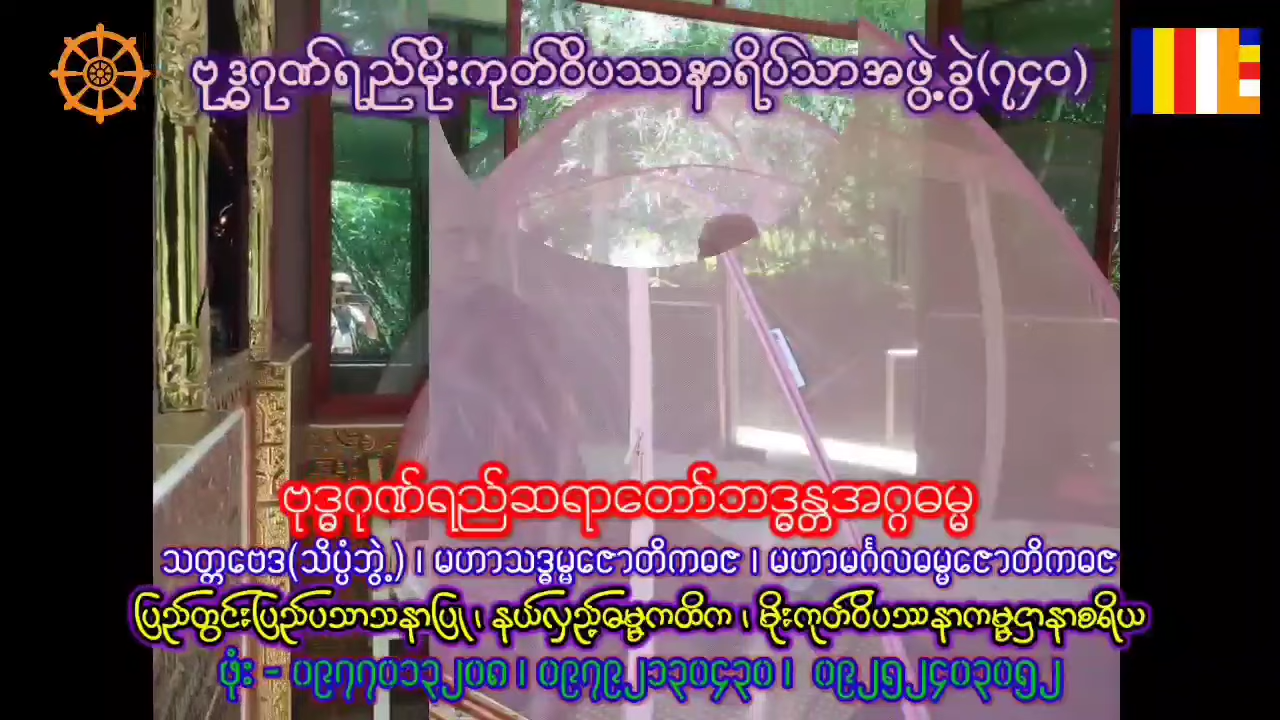 ဗုဒ္ဓဂုဏ်ရည်မိုးကုတ်ဝိပဿနာရိပ်သာအဖွဲ့ခွဲ(၇၄၀)
ဗုဒ္ဓဂုဏ်ရည်ဆရာတော်ဘဒ္ဒန္တအဂ္ဂဓမ္မ
သတ္တဗေဒ(သိပ္ပံဘွဲ့) ၊ မဟာသဒ္ဓမ္မဇောတိကဓဇ ၊ မဟာမင်္ဂလဓမ္မဇောတိကဓဇ
ပြည်တွင်းပြည်ပသာသနာပြု ၊ နယ်လှည့်ဓမ္မကထိက ၊ မိုးကုတ်ဝိပဿနာကမ္မဋ္ဌာနာစရိယ
ဖုံး - ၀၉၇၇၀၁၃၂၀၈ ၊ ၀၉၇၉၂၁၃၀၄၃၀ ၊ ၀၉၂၅၂၄၀၃၀၅၂